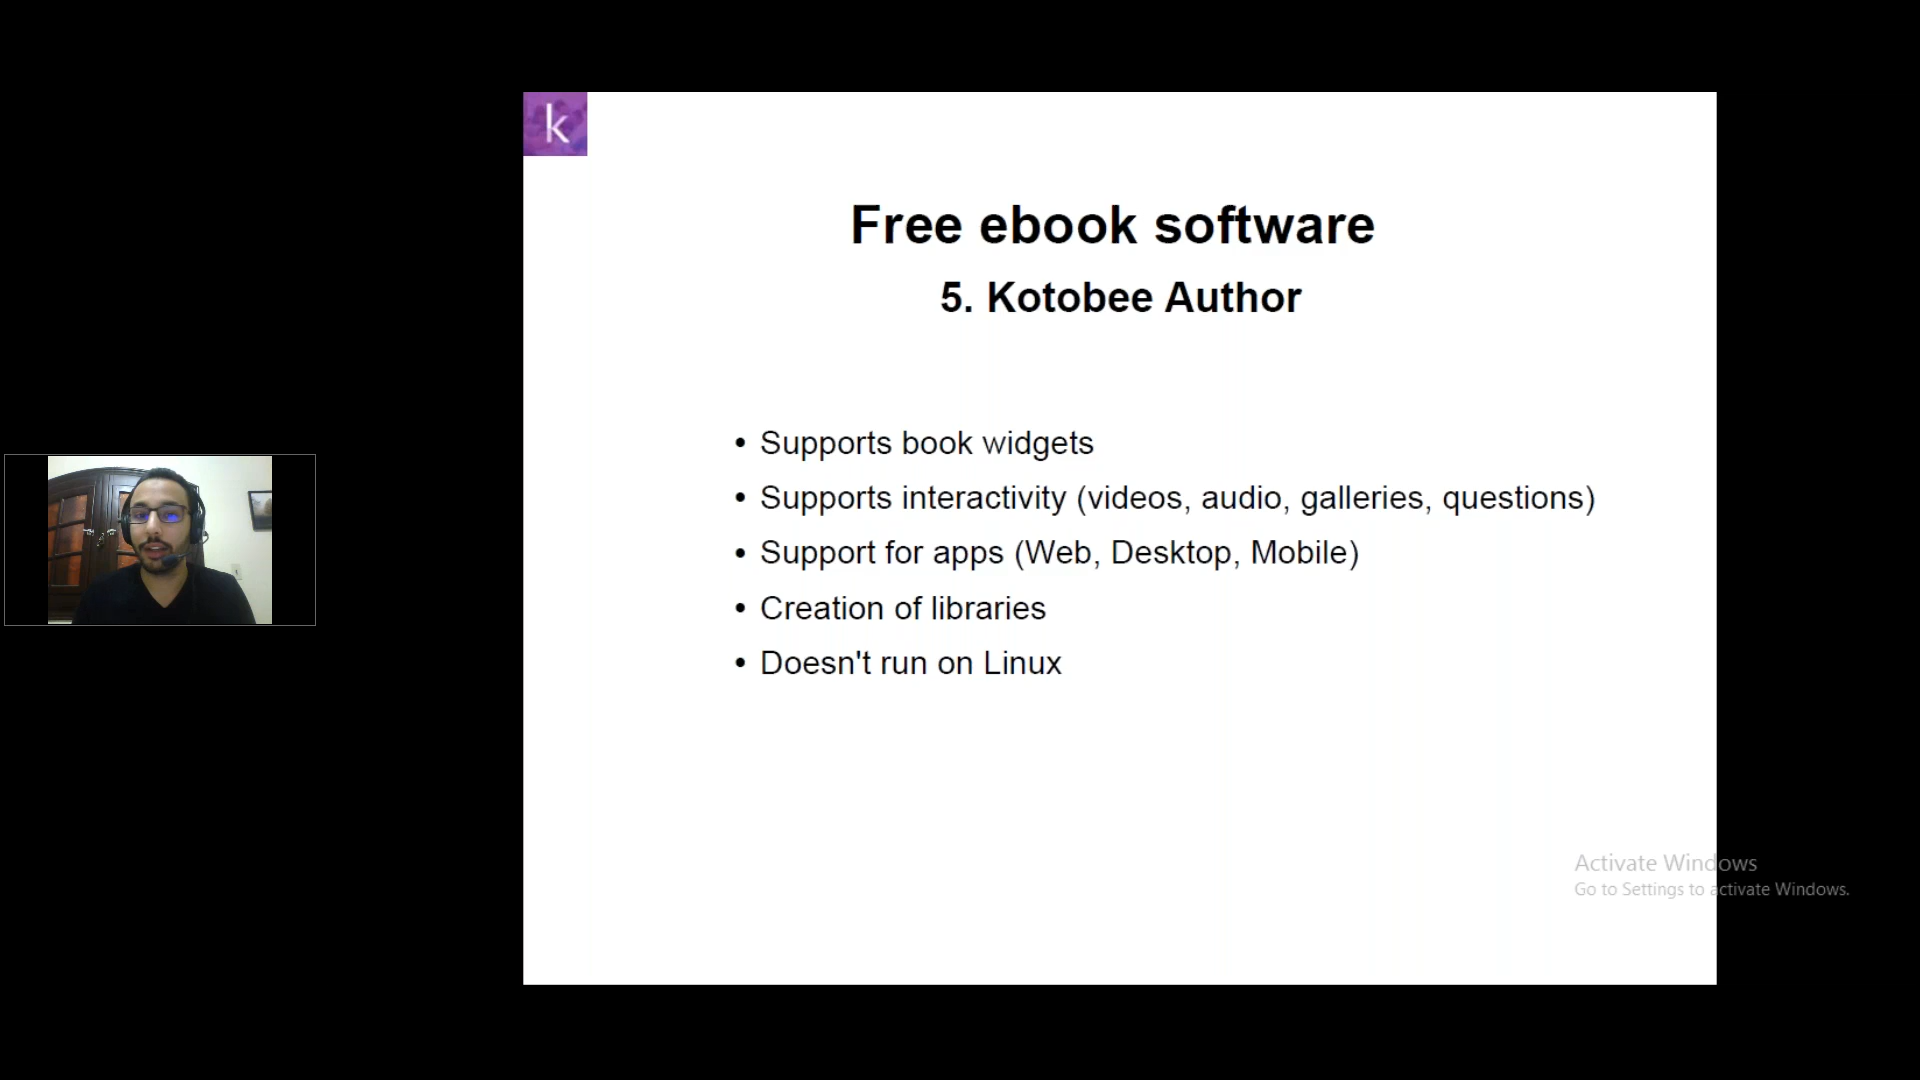 k
Free ebook software
5. Kotobee Author
• Supports book widgets
• Supports interactivity (videos, audio, galleries, questions)
• Support for apps (Web, Desktop, Mobile)
• Creation of libraries
• Doesn't run on Linux
Activate Windows
Go to Settings to activate Windows.